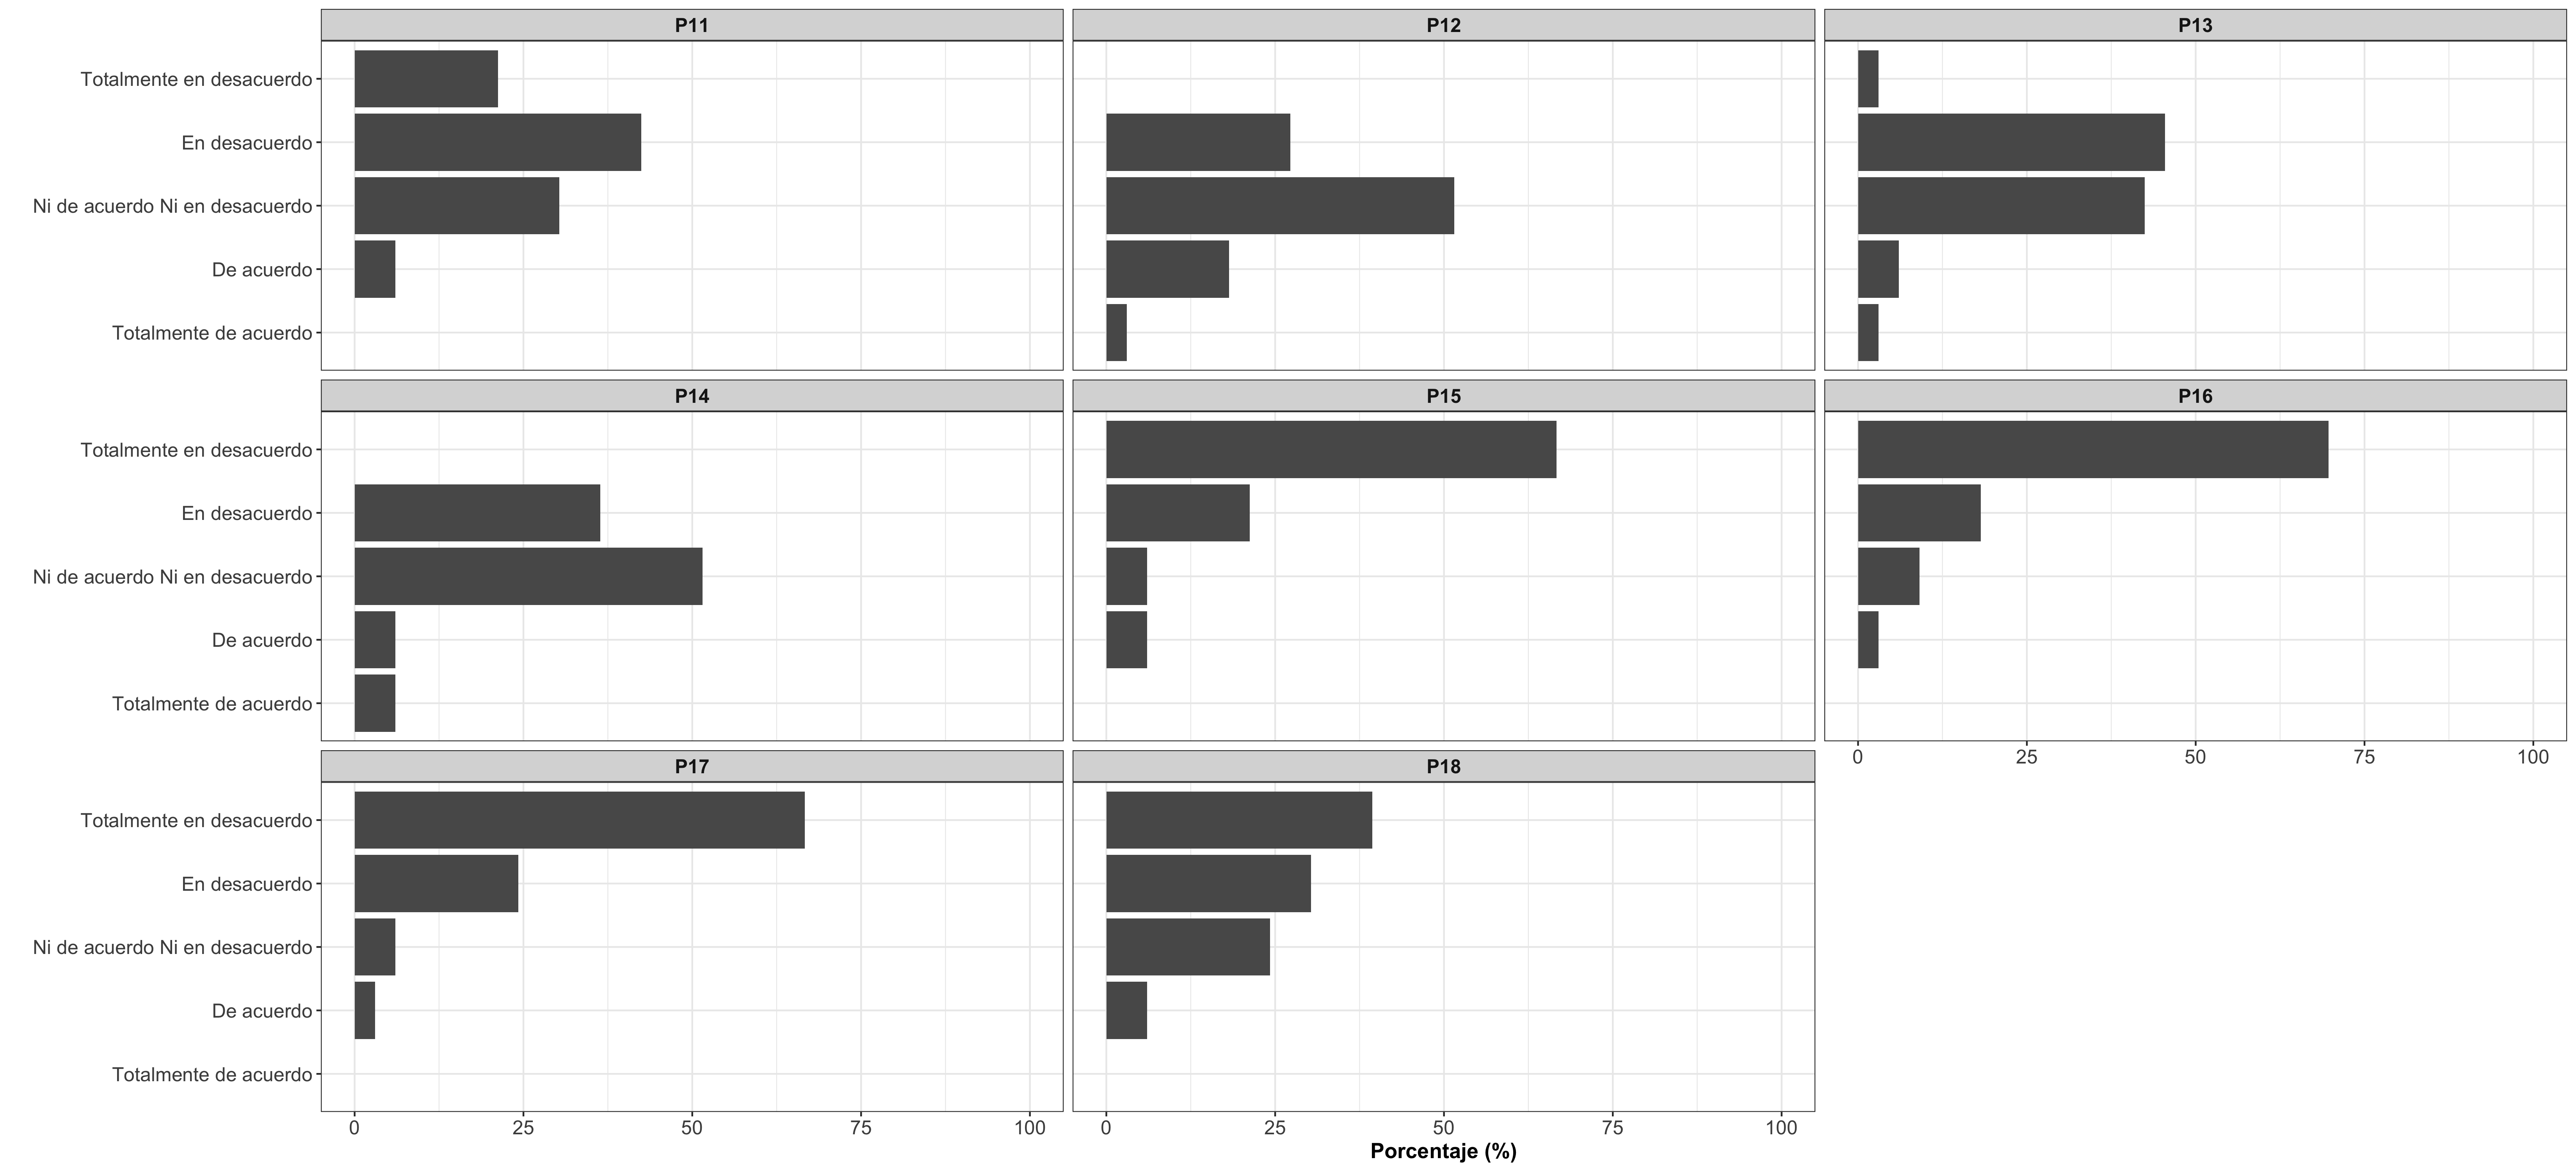 P11
P12
P13
Totalmente en desacuerdo
En desacuerdo
Ni de acuerdo Ni en desacuerdo
De acuerdo
Totalmente de acuerdo
P14
P15
P16
Totalmente en desacuerdo
En desacuerdo
Ni de acuerdo Ni en desacuerdo
De acuerdo
Totalmente de acuerdo
0 25 50 75 100
P17
P18
Totalmente en desacuerdo
En desacuerdo
Ni de acuerdo Ni en desacuerdo
De acuerdo
Totalmente de acuerdo
0 25 50 75 100
0 25 50 75 100
Porcentaje (%)